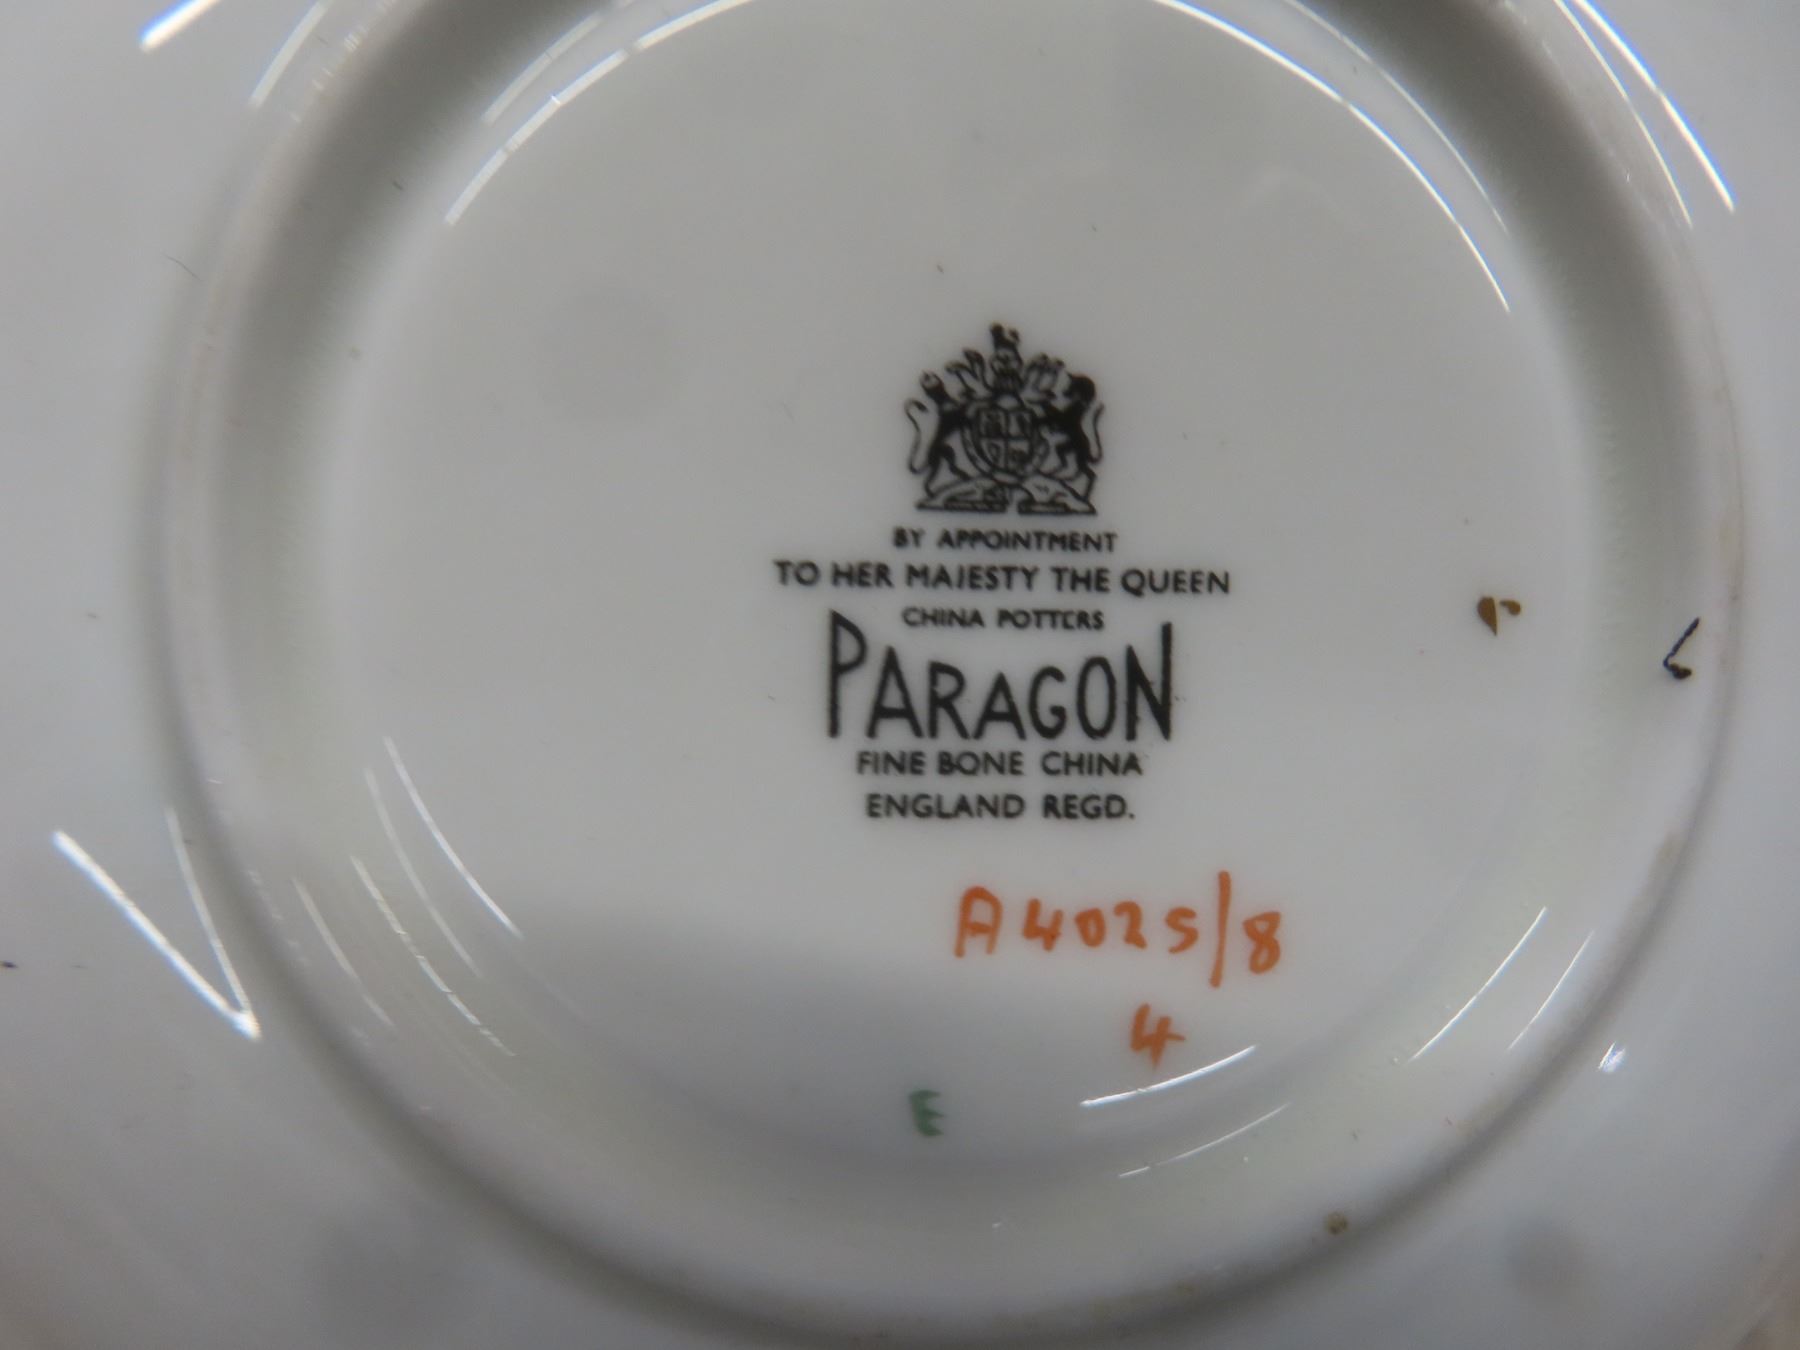 BY APPOINTMENT
TO HER MAJESTY THE QUEEN
CHINA POTTERS
PARAGON
FINE BONE CHINA
ENGLAND REGD.
A4025/8
4
E